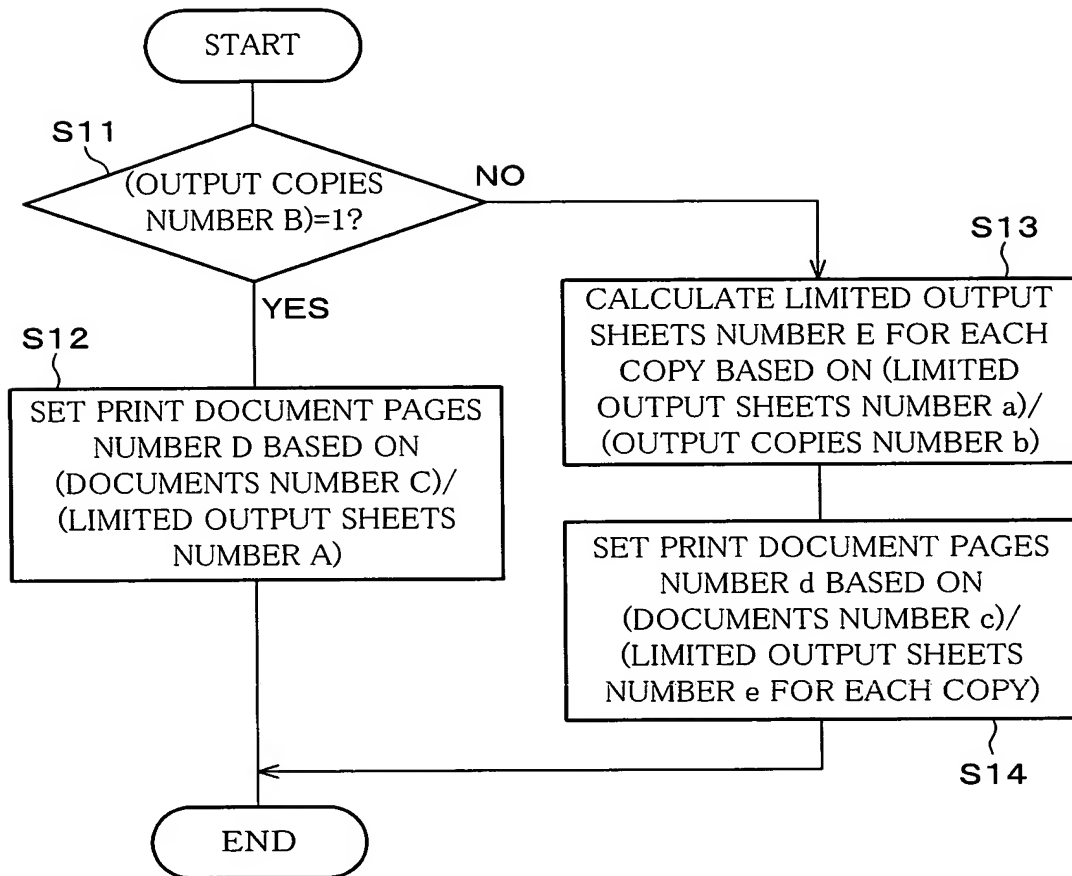 START
S11
(OUTPUT COPIES
NUMBER B)=1?
NO
YES
S12
SET PRINT DOCUMENT PAGES
NUMBER D BASED ON
(DOCUMENTS NUMBER C)/
(LIMITED OUTPUT SHEETS
NUMBER A)
S13
CALCULATE LIMITED OUTPUT
SHEETS NUMBER E FOR EACH
COPY BASED ON (LIMITED
OUTPUT SHEETS NUMBER a)/
(OUTPUT COPIES NUMBER b)
SET PRINT DOCUMENT PAGES
NUMBER d BASED ON
(DOCUMENTS NUMBER c)/
(LIMITED OUTPUT SHEETS
NUMBER e FOR EACH COPY)
S14
END